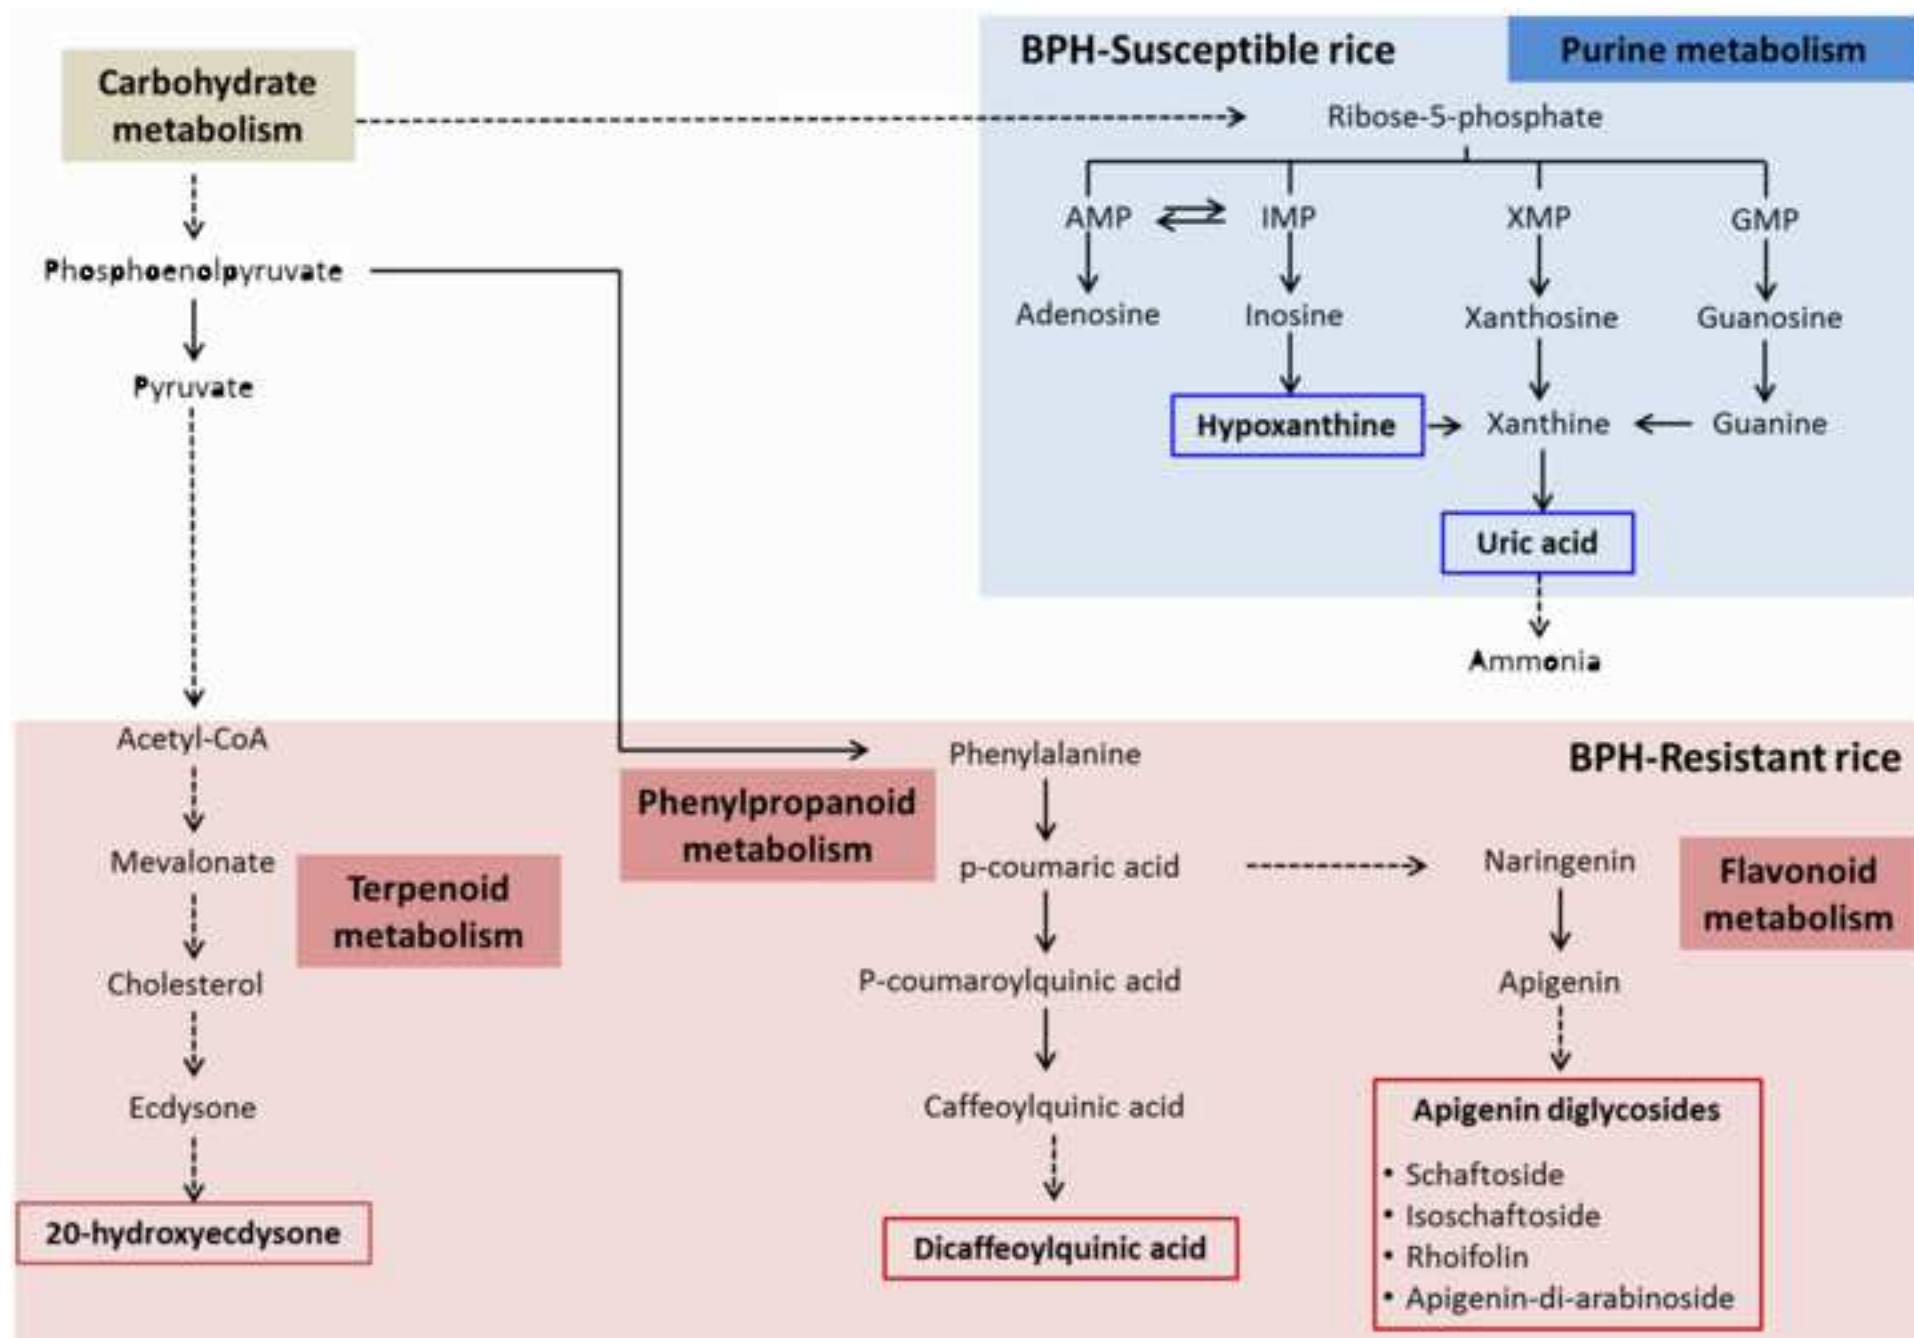 BPH-Susceptible rice
Purine metabolism
Carbohydrate
metabolism
Ribose-5-phosphate
AMP
IMP
XMP
GMP
Phosphoenolpyruvate
Adenosine
Inosine
Xanthosine
Guanosine
Pyruvate
Hypoxanthine
Xanthine
Guanine
Uric acid
Ammonia
Acetyl-CoA
Phenylalanine
BPH-Resistant rice
Phenylpropanoid
metabolism
Mevalonate
p-coumaric acid
Naringenin
Flavonoid
metabolism
Terpenoid
metabolism
Cholesterol
P-coumaroylquinic acid
Apigenin
Ecdysone
Caffeoylquinic acid
Apigenin diglycosides
• Schaftoside
• Isoschaftoside
• Rhoifolin
• Apigenin-di-arabinoside
20-hydroxyecdysone
Dicaffeoylquinic acid